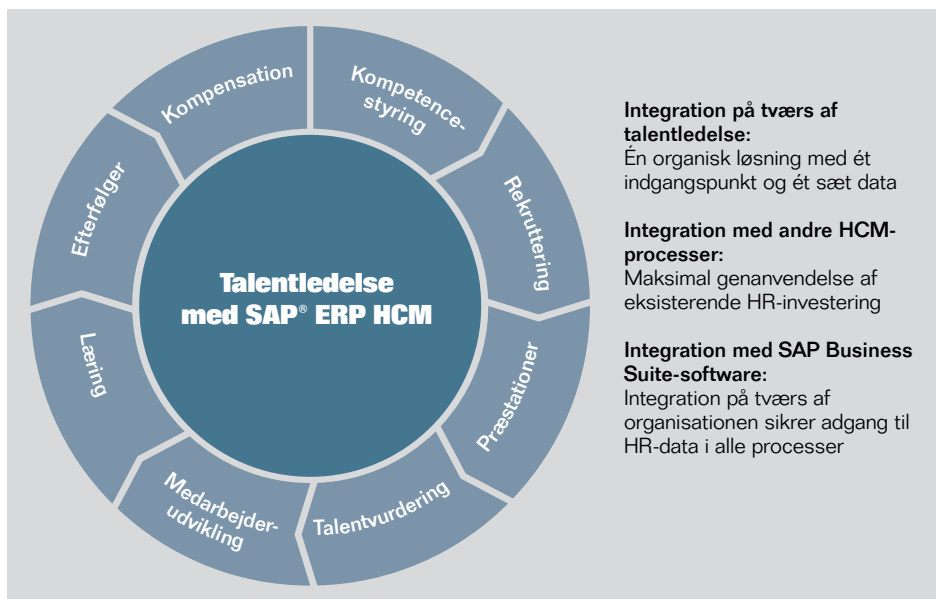 Kompensation
Kompetence-
styring
Rekruttering
Præstationer
Talentvurdering
Medarbejder-
udvikling
Læring
Efterfølger
Talentledelse
med SAP® ERP HCM
Integration på tværs af
talentledelse:
Én organisk løsning med ét
indgangspunkt og ét sæt data
Integration med andre HCM-
processer:
Maksimal genanvendelse af
eksisterende HR-investering
Integration med SAP Business
Suite-software:
Integration på tværs af
organisationen sikrer adgang til
HR-data i alle processer